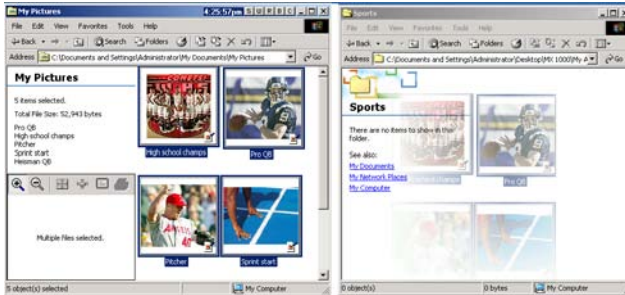 My Pictures
4:25:57pm
S U P B C
File Edit View Favorites Tools Help
Back Search Folders
Address C:\Documents and Settings\Administrator\My Documents\My Pictures Go
My Pictures
5 items selected.
Total File Size: 52,943 bytes
Pro QB
High school champs
Pitcher
Sprint start
Heisman QB
Multiple files selected.
High school champs
Pro QB
Pitcher
Sprint start
5 object(s) selected
My Computer
Sports
File Edit View Favorites Tools Help
Back Search Folders
Address C:\Documents and Settings\Administrator\Desktop\MX 1000\My A Go
Sports
There are no items to show in this
folder.
See also:
My Documents
My Network Places
My Computer
Pro QB
0 object(s)
0 bytes
My Computer